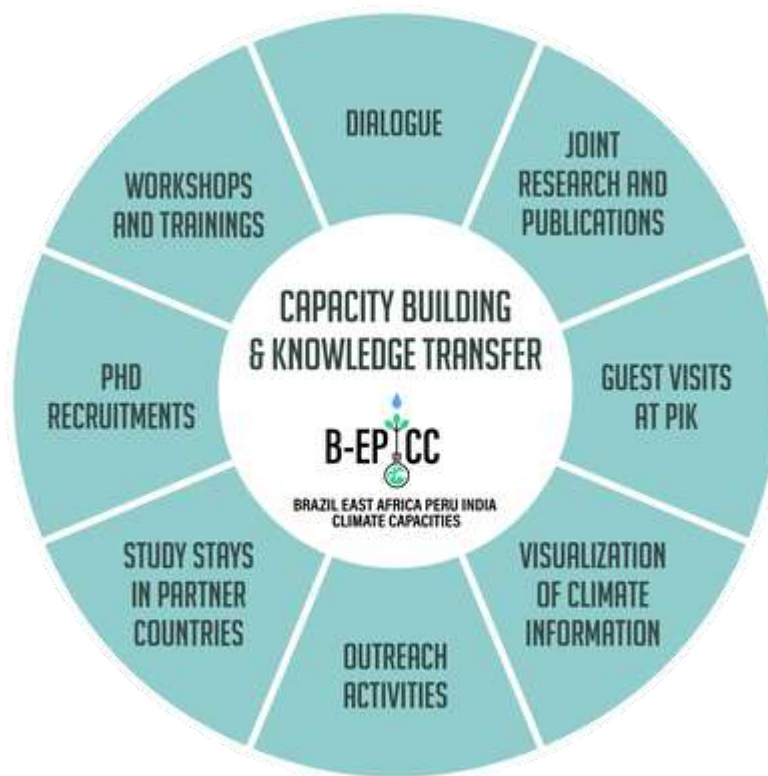 DIALOGUE
JOINT
RESEARCH AND
PUBLICATIONS
GUEST VISITS
AT PIK
VISUALIZATION
OF CLIMATE
INFORMATION
OUTREACH
ACTIVITIES
STUDY STAYS
IN PARTNER
COUNTRIES
PHD
RECRUITMENTS
WORKSHOPS
AND TRAININGS
CAPACITY BUILDING
& KNOWLEDGE TRANSFER
B-EPICC
BRAZIL EAST AFRICA PERU INDIA
CLIMATE CAPACITIES